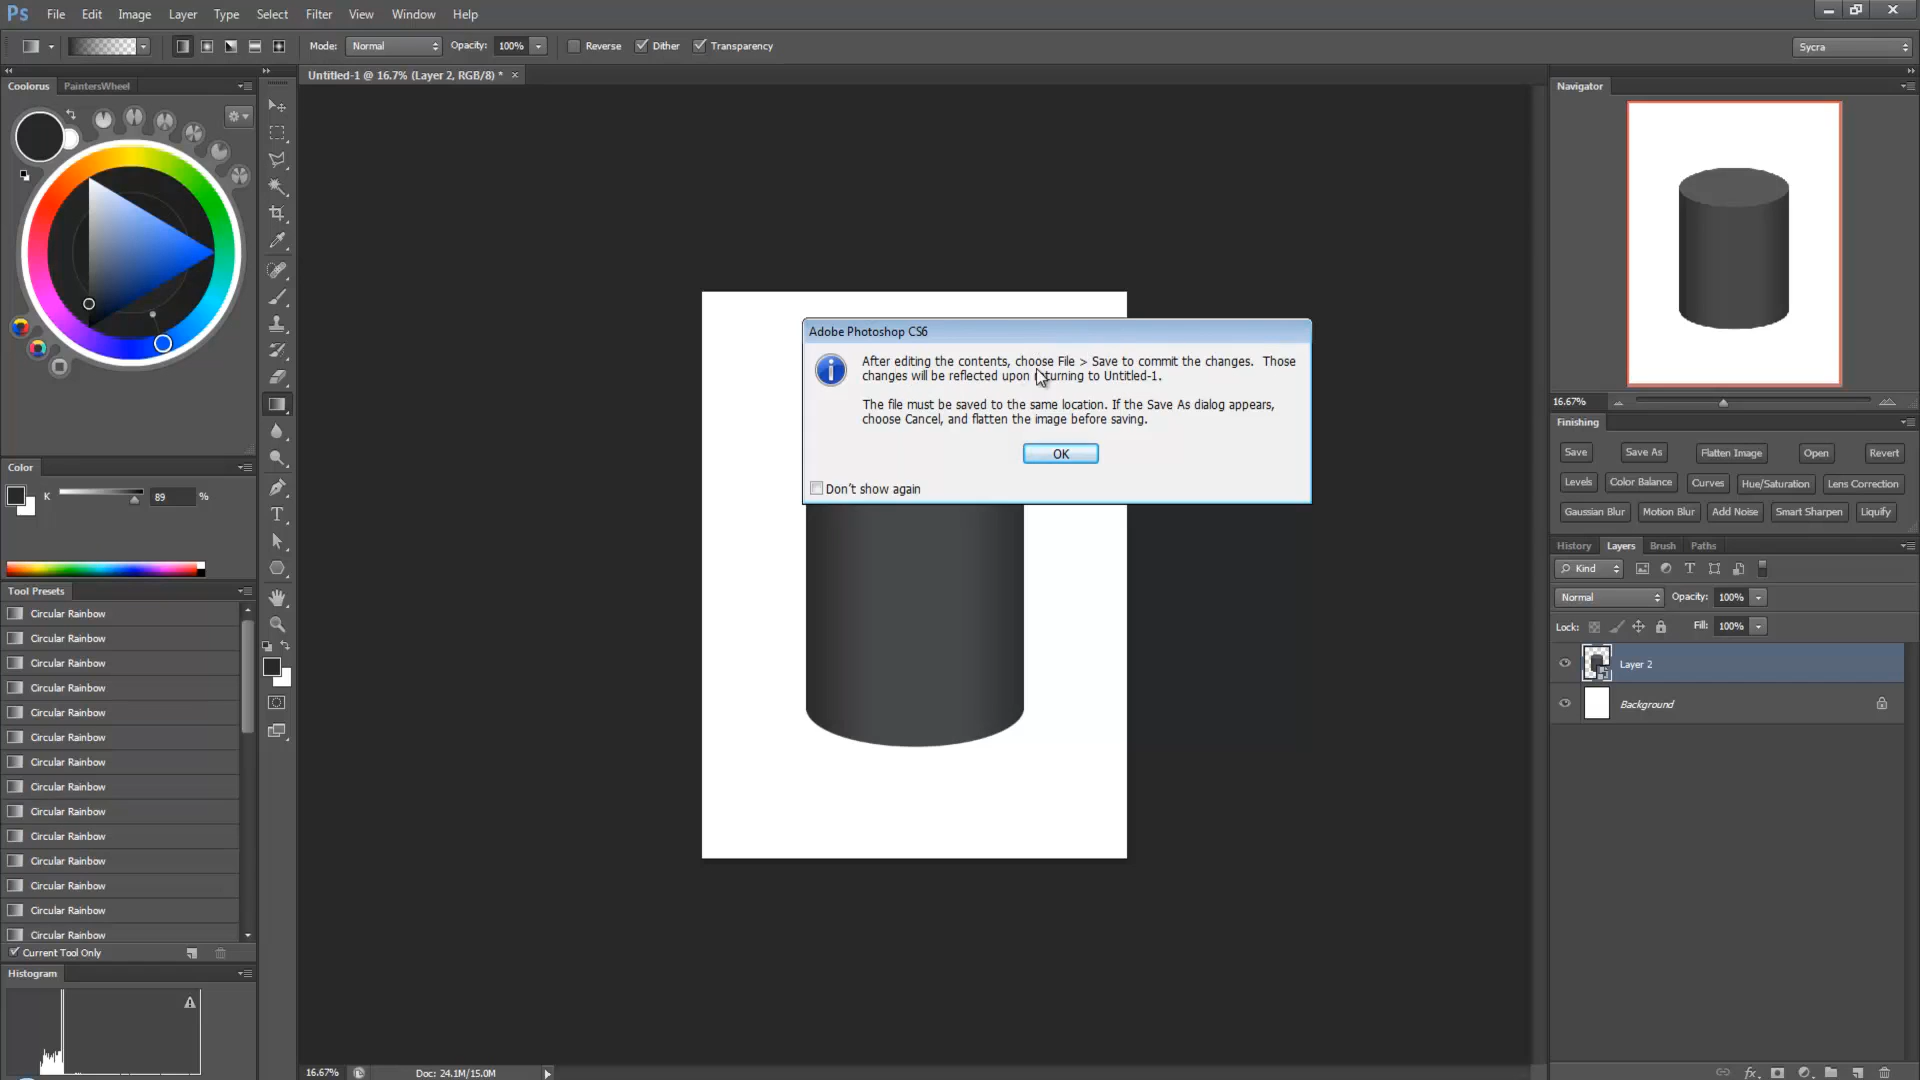 Ps File Edit Image Layer Type Select Filter View Window Help
Mode: Normal Opacity: 100% Reverse Dither Transparency Sycra
Untitled-1 @ 16.7% (Layer 2, RGB/8) * ×
Coolorus PaintersWheel
Color
K 89 %
Tool Presets
Circular Rainbow
Circular Rainbow
Circular Rainbow
Circular Rainbow
Circular Rainbow
Circular Rainbow
Circular Rainbow
Circular Rainbow
Circular Rainbow
Circular Rainbow
Circular Rainbow
Circular Rainbow
Circular Rainbow
Circular Rainbow
Current Tool Only
Histogram
Adobe Photoshop CS6
After editing the contents, choose File > Save to commit the changes. Those
changes will be reflected upon returning to Untitled-1.
The file must be saved to the same location. If the Save As dialog appears,
choose Cancel, and flatten the image before saving.
OK
Don't show again
16.67% Doc: 24.1M/15.0M
Navigator
16.67%
Finishing
Save Save As Flatten Image Open Revert
Levels Color Balance Curves Hue/Saturation Lens Correction
Gaussian Blur Motion Blur Add Noise Smart Sharpen Liquify
History Layers Brush Paths
Kind
Normal Opacity: 100%
Lock: Fill: 100%
Layer 2
Background